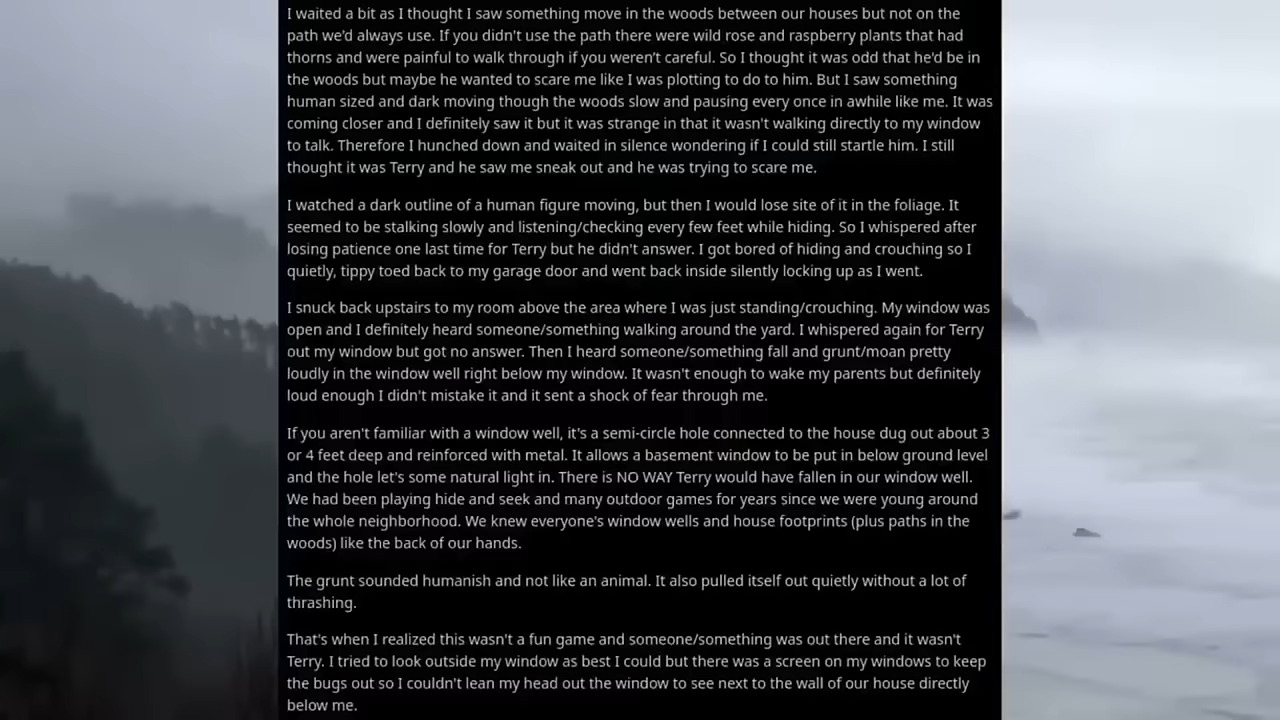 I waited a bit as I thought I saw something move in the woods between our houses but not on the
path we'd always use. If you didn't use the path there were wild rose and raspberry plants that had
thorns and were painful to walk through if you weren’t careful. So I thought it was odd that he'd be in
the woods but maybe he wanted to scare me like I was plotting to do to him. But I saw something
human sized and dark moving though the woods slow and pausing every once in awhile like me. It was
coming closer and I definitely saw it but it was strange in that it wasn't walking directly to my window
to talk. Therefore I hunched down and waited in silence wondering if I could still startle him. I still
thought it was Terry and he saw me sneak out and he was trying to scare me.
I watched a dark outline of a human figure moving, but then I would lose site of it in the foliage. It
seemed to be stalking slowly and listening/checking every few feet while hiding. So I whispered after
losing patience one last time for Terry but he didn't answer. I got bored of hiding and crouching so I
quietly, tippy toed back to my garage door and went back inside silently locking up as I went.
I snuck back upstairs to my room above the area where I was just standing/crouching. My window was
open and I definitely heard someone/something walking around the yard. I whispered again for Terry
out my window but got no answer. Then I heard someone/something fall and grunt/moan pretty
loudly in the window well right below my window. It wasn't enough to wake my parents but definitely
loud enough I didn't mistake it and it sent a shock of fear through me.
If you aren't familiar with a window well, it's a semi-circle hole connected to the house dug out about 3
or 4 feet deep and reinforced with metal. It allows a basement window to be put in below ground level
and the hole let's some natural light in. There is NO WAY Terry would have fallen in our window well.
We had been playing hide and seek and many outdoor games for years since we were young around
the whole neighborhood. We knew everyone's window wells and house footprints (plus paths in the
woods) like the back of our hands.
The grunt sounded humanish and not like an animal. It also pulled itself out quietly without a lot of
thrashing.
That's when I realized this wasn't a fun game and someone/something was out there and it wasn't
Terry. I tried to look outside my window as best I could but there was a screen on my windows to keep
the bugs out so I couldn't lean my head out the window to see next to the wall of our house directly
below me.